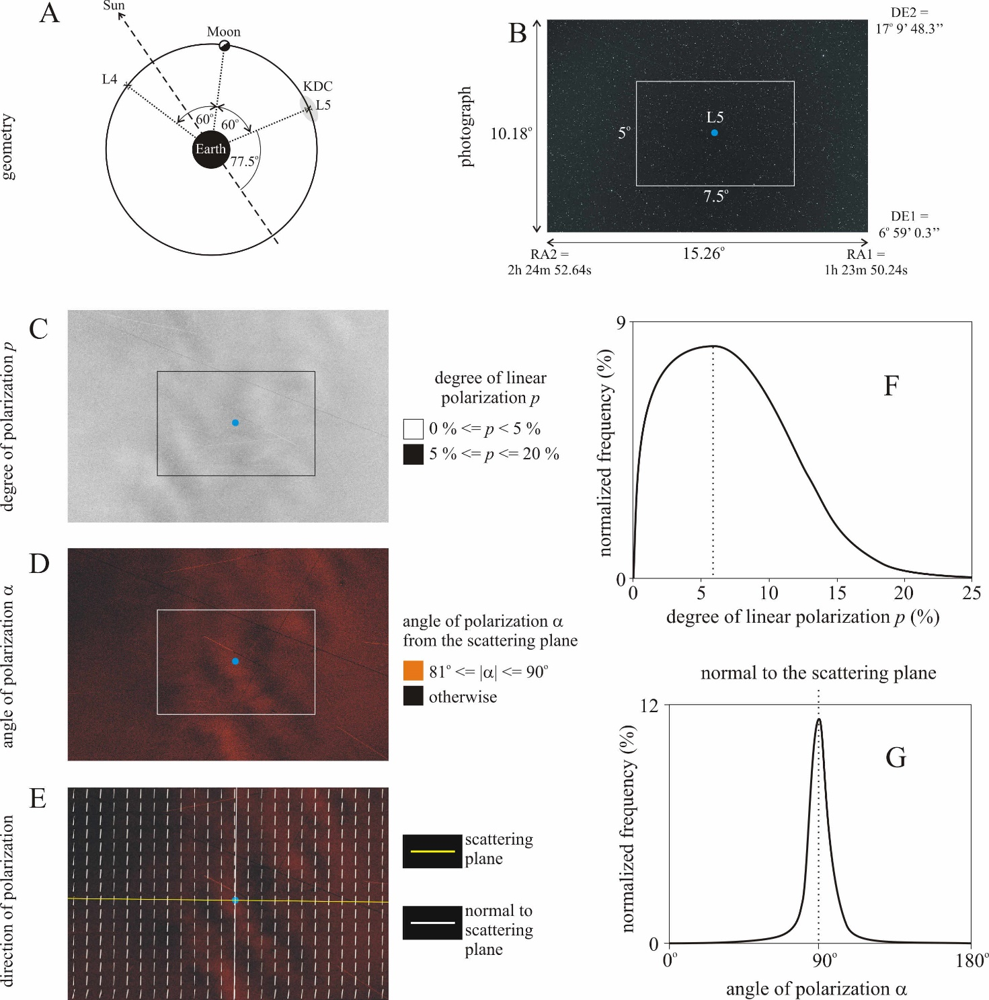 A
Sun
Moon
L4
KDC
L5
60°
60°
Earth
77.5°
geometry
B
photograph
10.18°
DE2 =
17° 9’ 48.3’’
L5
5°
7.5°
DE1 =
6° 59’ 0.3’’
RA2 =
2h 24m 52.64s
15.26°
RA1 =
1h 23m 50.24s
C
degree of polarization p
degree of linear
polarization p
0 % <= p < 5 %
5 % <= p <= 20 %
D
angle of polarization α
angle of polarization α
from the scattering plane
81° <= |α| <= 90°
otherwise
E
direction of polarization
scattering
plane
normal to
scattering
plane
F
normalized frequency (%)
9
0
0 5 10 15 20 25
degree of linear polarization p (%)
normal to the scattering plane
G
normalized frequency (%)
12
0
0° 90° 180°
angle of polarization α